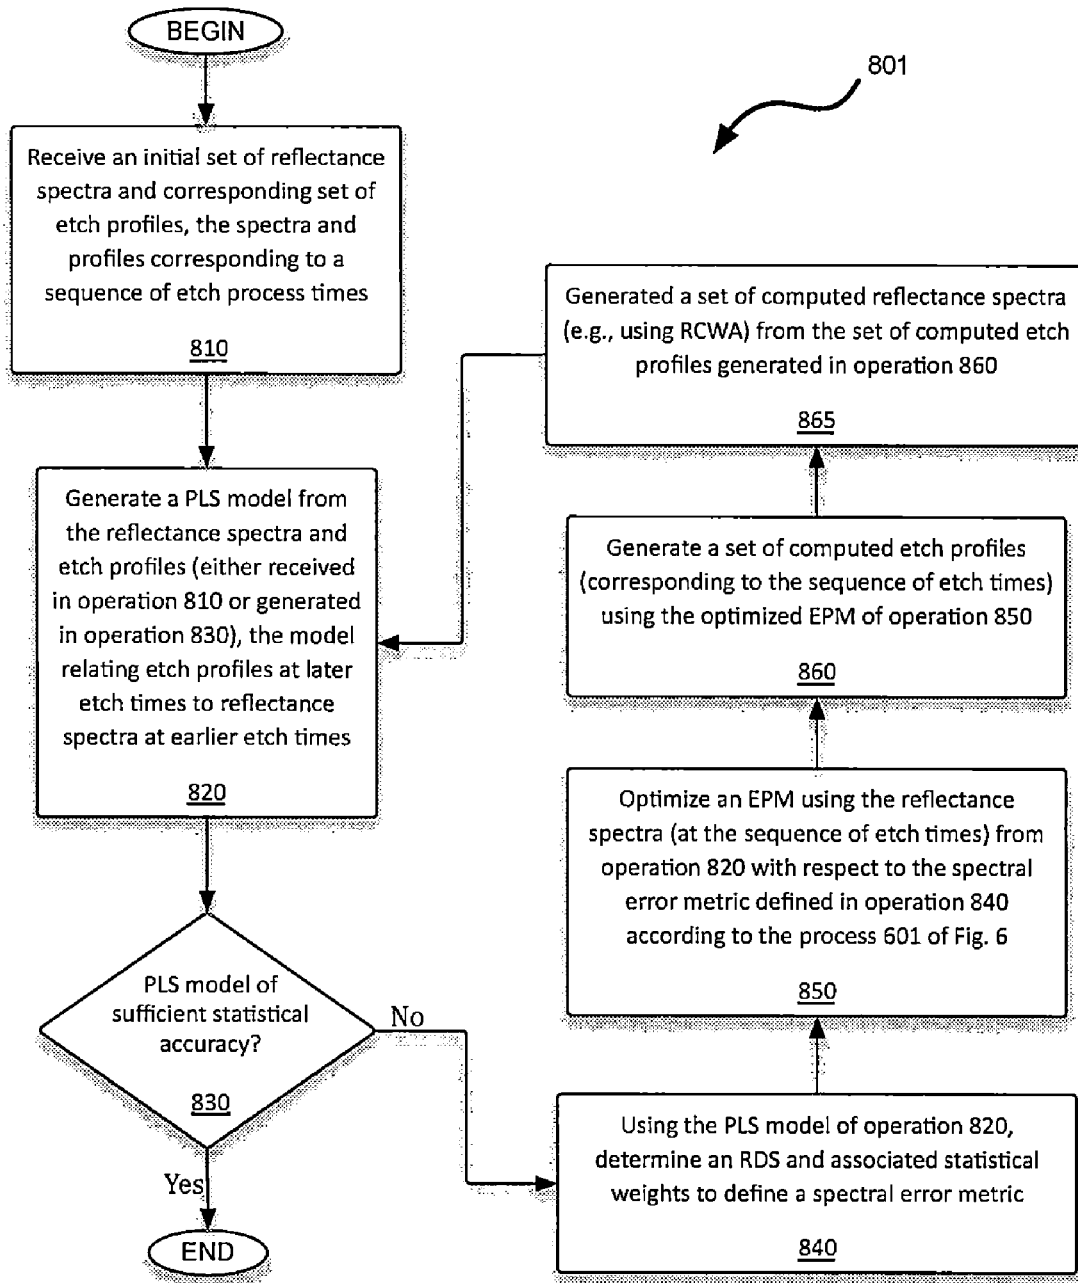 BEGIN
801
Receive an initial set of reflectance
spectra and corresponding set of
etch profiles, the spectra and
profiles corresponding to a
sequence of etch process times
810
Generate a PLS model from
the reflectance spectra and
etch profiles (either received
in operation 810 or generated
in operation 830), the model
relating etch profiles at later
etch times to reflectance
spectra at earlier etch times
820
PLS model of
sufficient statistical
accuracy?
830
No
Yes
END
Using the PLS model of operation 820,
determine an RDS and associated statistical
weights to define a spectral error metric
840
Optimize an EPM using the reflectance
spectra (at the sequence of etch times) from
operation 820 with respect to the spectral
error metric defined in operation 840
according to the process 601 of Fig. 6
850
Generate a set of computed etch profiles
(corresponding to the sequence of etch times)
using the optimized EPM of operation 850
860
Generated a set of computed reflectance spectra
(e.g., using RCWA) from the set of computed etch
profiles generated in operation 860
865